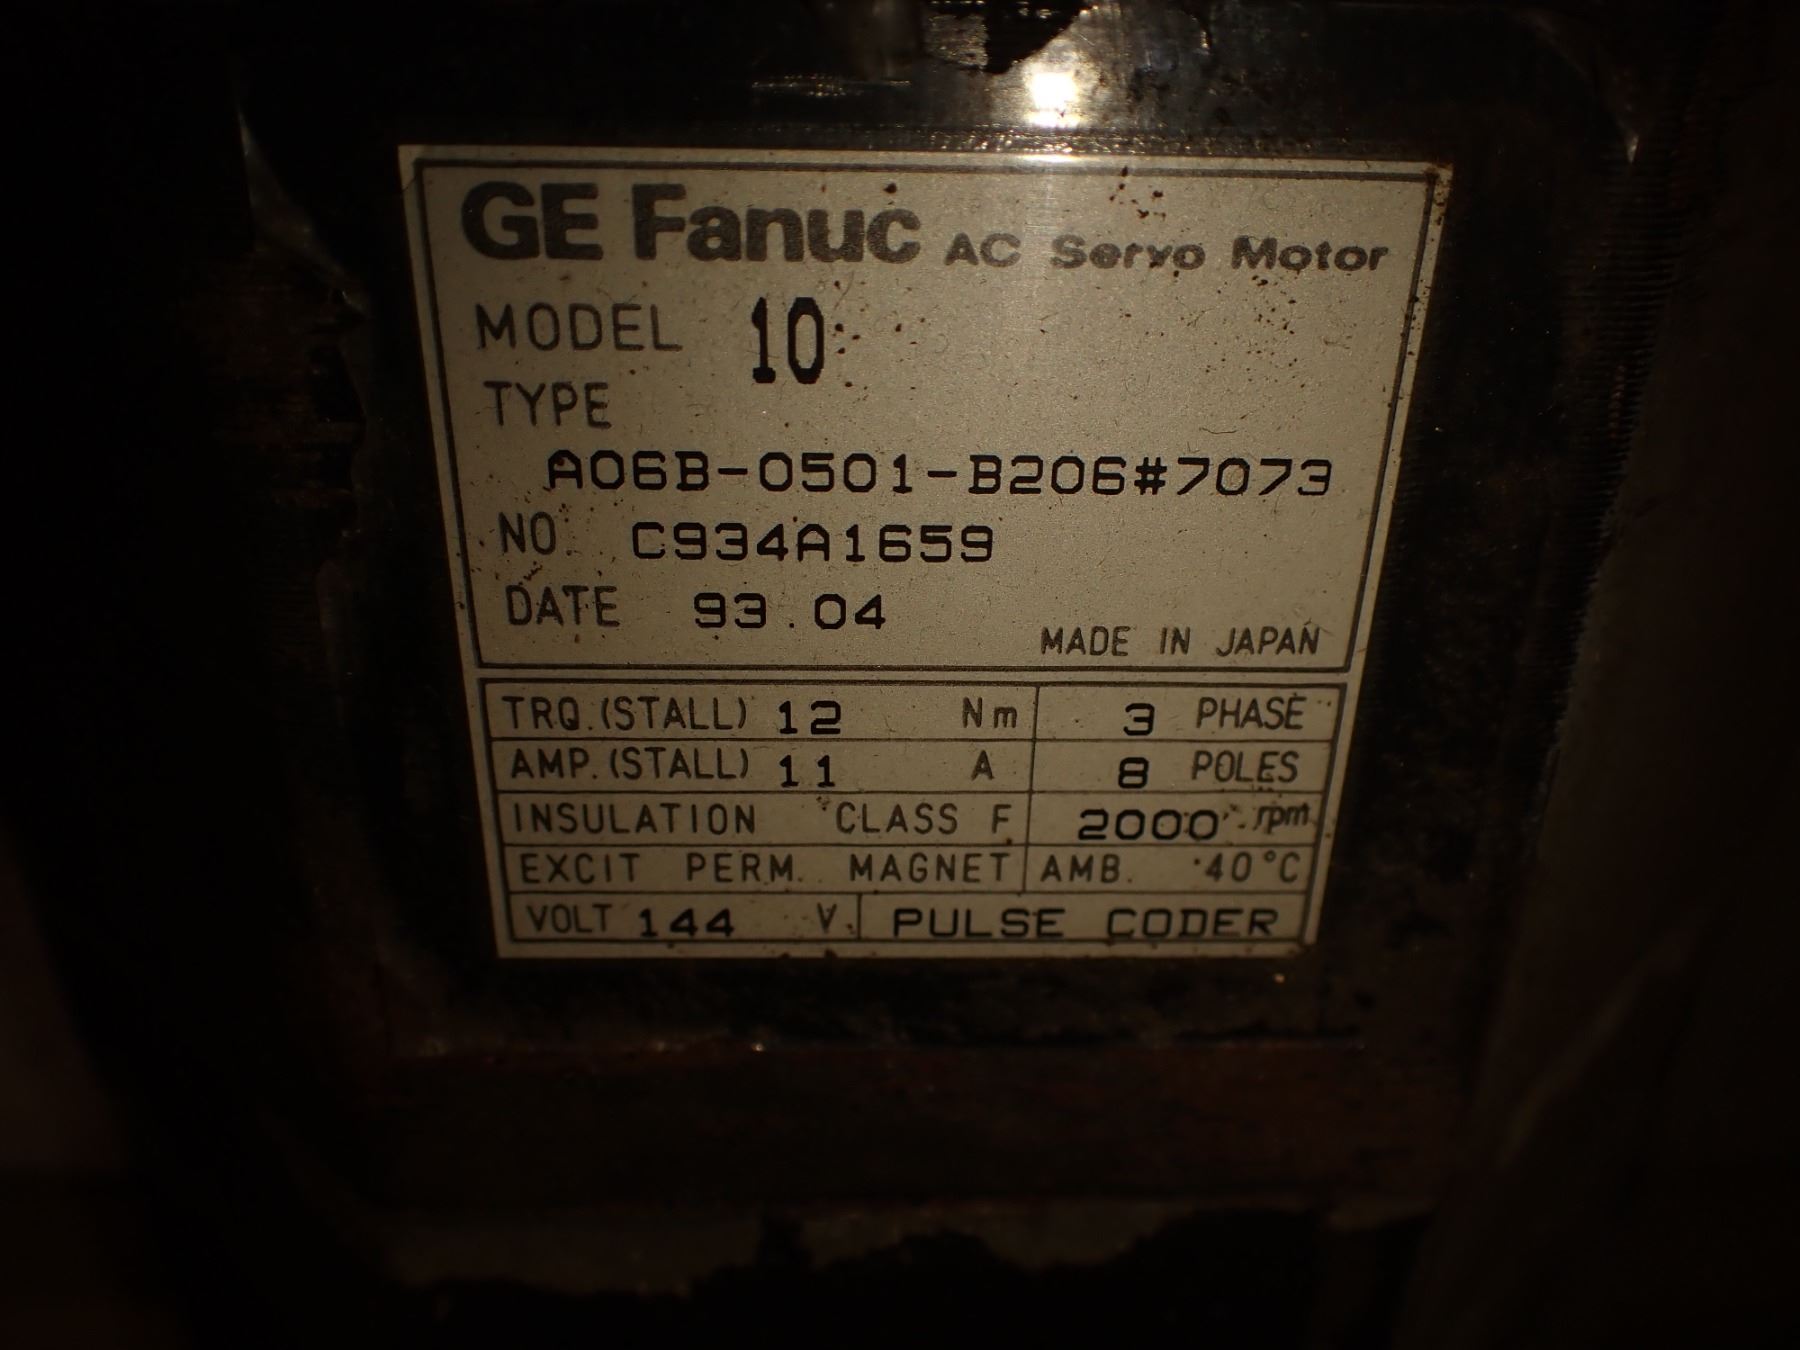 GE Fanuc AC Servo Motor
MODEL 10
TYPE
A06B-0501-B206#7073
NO. C934A1659
DATE 93.04
MADE IN JAPAN
TRQ.(STALL) 12 Nm 3 PHASE
AMP.(STALL) 11 A 8 POLES
INSULATION CLASS F 2000 rpm
EXCIT PERM. MAGNET AMB. 40°C
VOLT 144 V. PULSE CODER